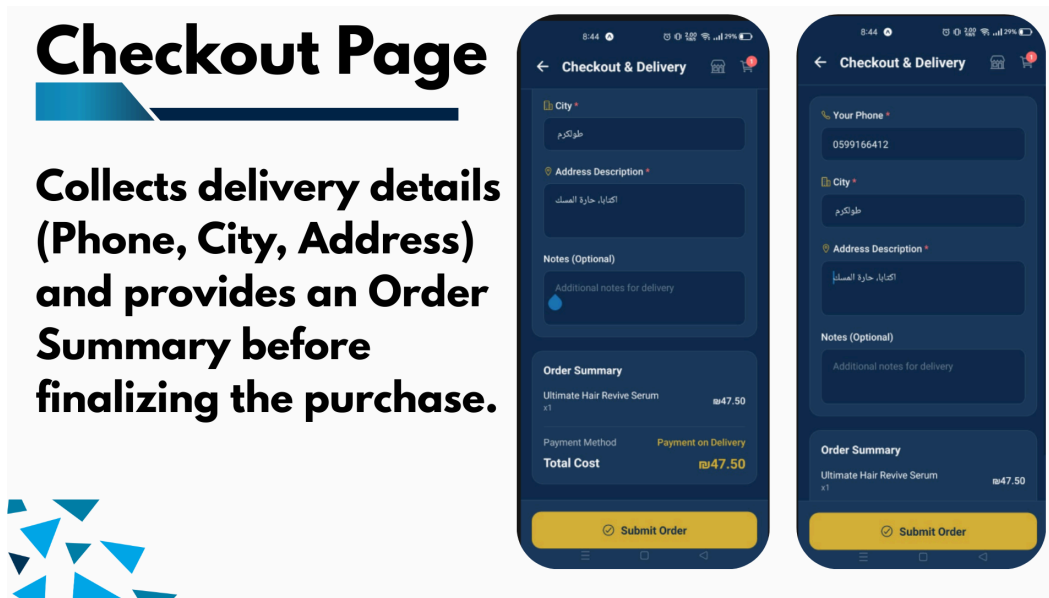 Checkout Page
Collects delivery details
(Phone, City, Address)
and provides an Order
Summary before
finalizing the purchase.
8:44
29%
Checkout & Delivery
1
City *
طولكرم
Address Description *
اكتابا، حارة المسك
Notes (Optional)
Additional notes for delivery
Order Summary
Ultimate Hair Revive Serum
x1
₪47.50
Payment Method
Payment on Delivery
Total Cost
₪47.50
Submit Order
8:44
29%
Checkout & Delivery
1
Your Phone *
0599166412
City *
طولكرم
Address Description *
اكتابا، حارة المسك
Notes (Optional)
Additional notes for delivery
Order Summary
Ultimate Hair Revive Serum
x1
₪47.50
Submit Order